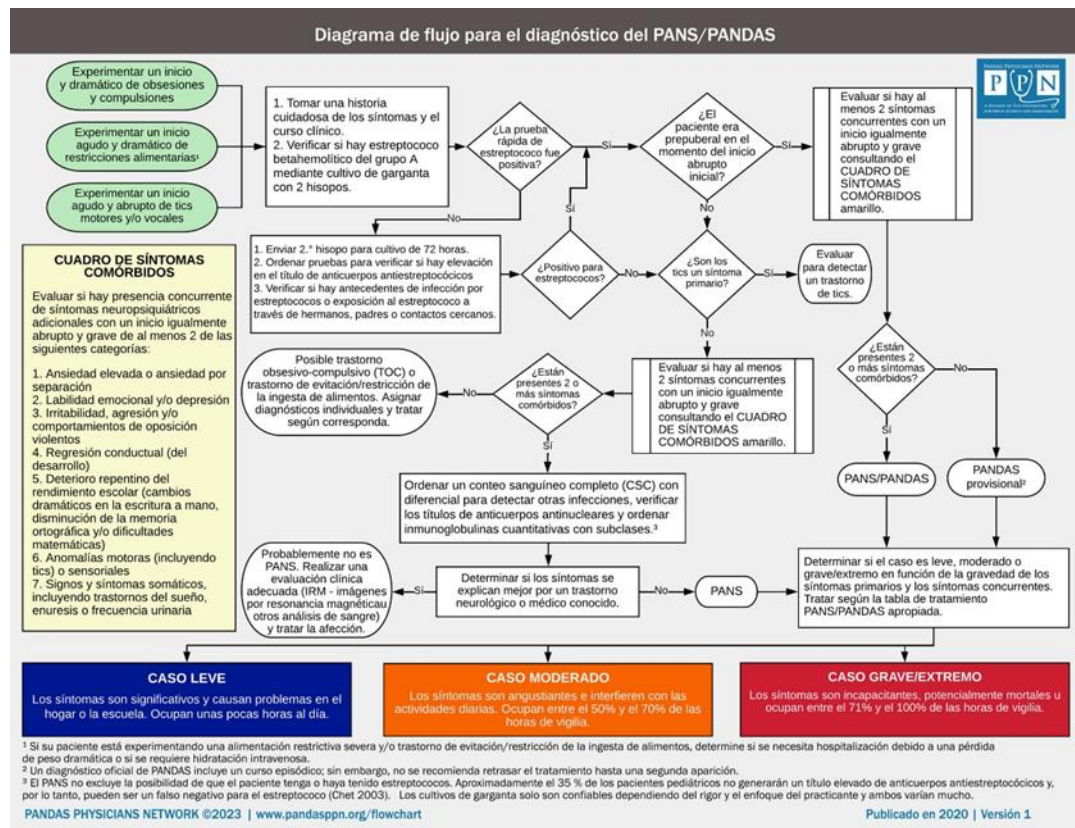 Diagrama de flujo para el diagnóstico del PANS/PANDAS
Experimentar un inicio
y dramático de obsesiones
y compulsiones
Experimentar un inicio
agudo y dramático de
restricciones alimentarias¹
Experimentar un inicio
agudo y abrupto de tics
motores y/o vocales
1. Tomar una historia
cuidadosa de los síntomas y el
curso clínico.
2. Verificar si hay estreptococo
betahemolítico del grupo A
mediante cultivo de garganta
con 2 hisopos.
¿La prueba
rápida de
estreptococo fue
positiva?
Sí
¿El
paciente era
prepuberal en el
momento del inicio
abrupto
inicial?
Sí
Evaluar si hay al
menos 2 síntomas
concurrentes con un
inicio igualmente
abrupto y grave
consultando el
CUADRO DE
SÍNTOMAS
COMÓRBIDOS
amarillo.
PANDAS PHYSICIANS NETWORK
PPN
No
Sí
No
1. Enviar 2.° hisopo para cultivo de 72 horas.
2. Ordenar pruebas para verificar si hay elevación
en el título de anticuerpos antiestreptocócicos
3. Verificar si hay antecedentes de infección por
estreptococos o exposición al estreptococo a
través de hermanos, padres o contactos cercanos.
¿Positivo para
estreptococos?
No
¿Son los
tics un síntoma
primario?
Sí
Evaluar
para detectar
un trastorno
de tics.
No
CUADRO DE SÍNTOMAS
COMÓRBIDOS
Evaluar si hay presencia concurrente
de síntomas neuropsiquiátricos
adicionales con un inicio igualmente
abrupto y grave de al menos 2 de las
siguientes categorías:
1. Ansiedad elevada o ansiedad por
separación
2. Labilidad emocional y/o depresión
3. Irritabilidad, agresión y/o
comportamientos de oposición
violentos
4. Regresión conductual (del
desarrollo)
5. Deterioro repentino del
rendimiento escolar (cambios
dramáticos en la escritura a mano,
disminución de la memoria
ortográfica y/o dificultades
matemáticas)
6. Anomalías motoras (incluyendo
tics) o sensoriales
7. Signos y síntomas somáticos,
incluyendo trastornos del sueño,
enuresis o frecuencia urinaria
Posible trastorno
obsesivo-compulsivo (TOC) o
trastorno de evitación/restricción de
la ingesta de alimentos. Asignar
diagnósticos individuales y tratar
según corresponda.
No
¿Están
presentes 2 o
más síntomas
comórbidos?
Evaluar si hay al menos
2 síntomas concurrentes
con un inicio igualmente
abrupto y grave
consultando el CUADRO
DE SÍNTOMAS
COMÓRBIDOS amarillo.
¿Están
presentes 2
o más síntomas
comórbidos?
No
Sí
Sí
PANS/PANDAS
PANDAS
provisional²
Ordenar un conteo sanguíneo completo (CSC) con
diferencial para detectar otras infecciones, verificar
los títulos de anticuerpos antinucleares y ordenar
inmunoglobulinas cuantitativas con subclases.³
Probablemente no es
PANS. Realizar una
evaluación clínica
adecuada (IRM - imágenes
por resonancia magnéticau
otros análisis de sangre)
y tratar la afección.
Sí
Determinar si los síntomas se
explican mejor por un trastorno
neurológico o médico conocido.
No
PANS
Determinar si el caso es leve, moderado o
grave/extremo en función de la gravedad de los
síntomas primarios y los síntomas concurrentes.
Tratar según la tabla de tratamiento
PANS/PANDAS apropiada.
CASO LEVE
Los síntomas son significativos y causan problemas en el
hogar o la escuela. Ocupan unas pocas horas al día.
CASO MODERADO
Los síntomas son angustiantes e interfieren con las
actividades diarias. Ocupan entre el 50% y el 70% de las
horas de vigilia.
CASO GRAVE/EXTREMO
Los síntomas son incapacitantes, potencialmente mortales u
ocupan entre el 71% y el 100% de las horas de vigilia.
¹ Si su paciente está experimentando una alimentación restrictiva severa y/o trastorno de evitación/restricción de la ingesta de alimentos, determine si se necesita hospitalización debido a una pérdida
de peso dramática o si se requiere hidratación intravenosa.
² Un diagnóstico oficial de PANDAS incluye un curso episódico; sin embargo, no se recomienda retrasar el tratamiento hasta una segunda aparición.
³ El PANS no excluye la posibilidad de que el paciente tenga o haya tenido estreptococos. Aproximadamente el 35 % de los pacientes pediátricos no generarán un título elevado de anticuerpos antiestreptocócicos y,
por lo tanto, pueden ser un falso negativo para el estreptococo (Chet 2003). Los cultivos de garganta solo son confiables dependiendo del rigor y el enfoque del practicante y ambos varían mucho.
PANDAS PHYSICIANS NETWORK ©2023 | www.pandasppn.org/flowchart
Publicado en 2020 | Versión 1